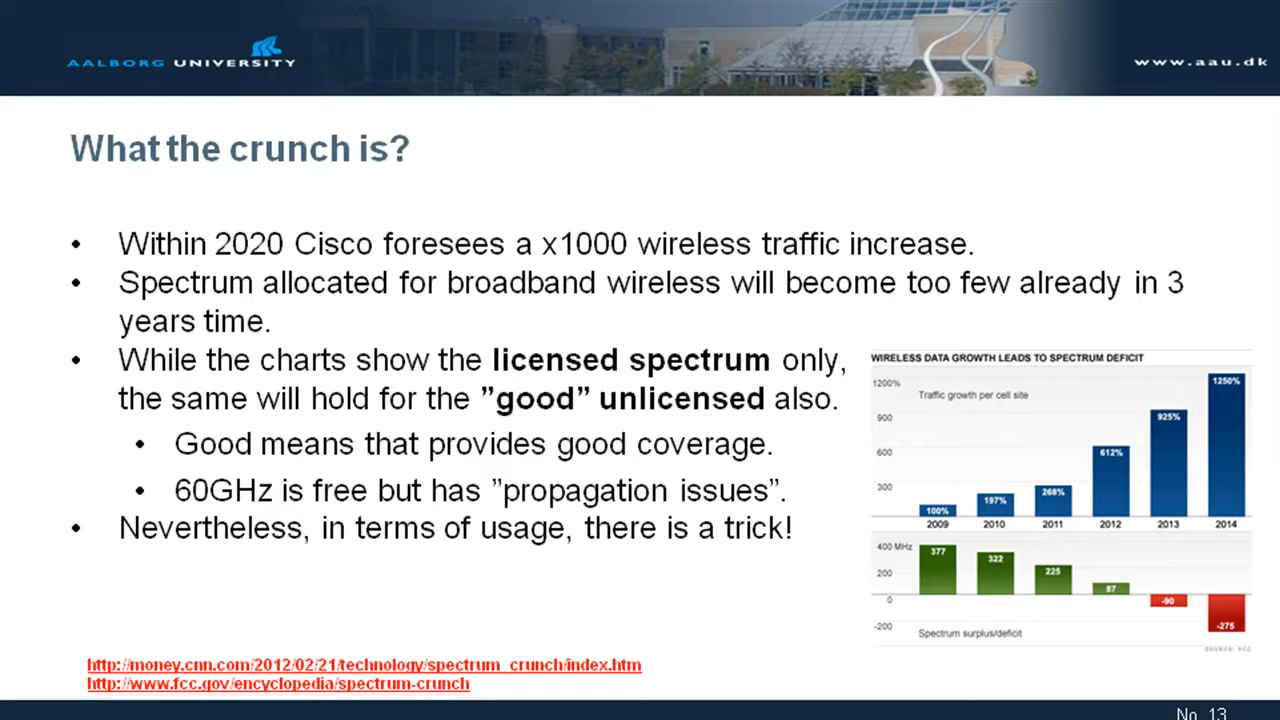 AALBORG UNIVERSITY
www.aau.dk
What the crunch is?
• Within 2020 Cisco foresees a x1000 wireless traffic increase.
• Spectrum allocated for broadband wireless will become too few already in 3
years time.
• While the charts show the licensed spectrum only,
the same will hold for the ”good” unlicensed also.
• Good means that provides good coverage.
• 60GHz is free but has ”propagation issues”.
• Nevertheless, in terms of usage, there is a trick!
WIRELESS DATA GROWTH LEADS TO SPECTRUM DEFICIT
1200%
Traffic growth per cell site
900
600
300
100% 197% 268% 612% 925% 1250%
2009 2010 2011 2012 2013 2014
400 MHz
200
0
-200
377 322 225 87 -90 -275
Spectrum surplus/deficit
SOURCE: FCC
http://money.cnn.com/2012/02/21/technology/spectrum_crunch/index.htm
http://www.fcc.gov/encyclopedia/spectrum-crunch
No. 13